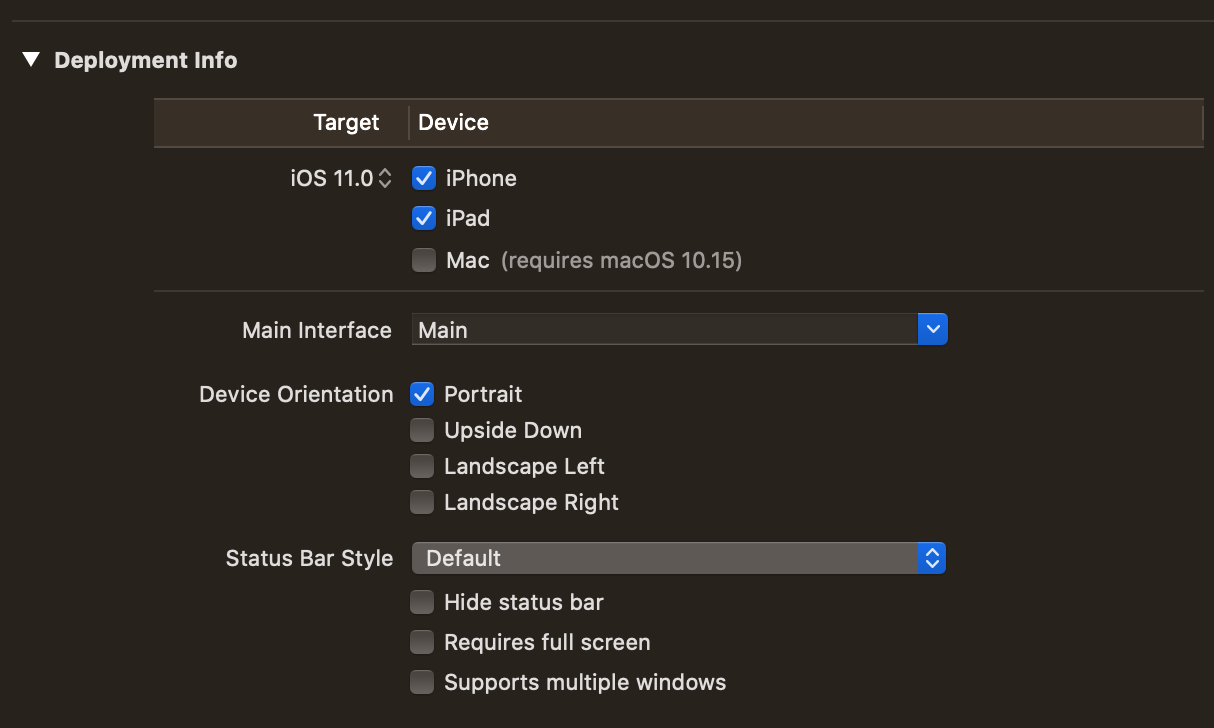 Deployment Info
Target Device
iOS 11.0 iPhone
iPad
Mac (requires macOS 10.15)
Main Interface Main
Device Orientation Portrait
Upside Down
Landscape Left
Landscape Right
Status Bar Style Default
Hide status bar
Requires full screen
Supports multiple windows